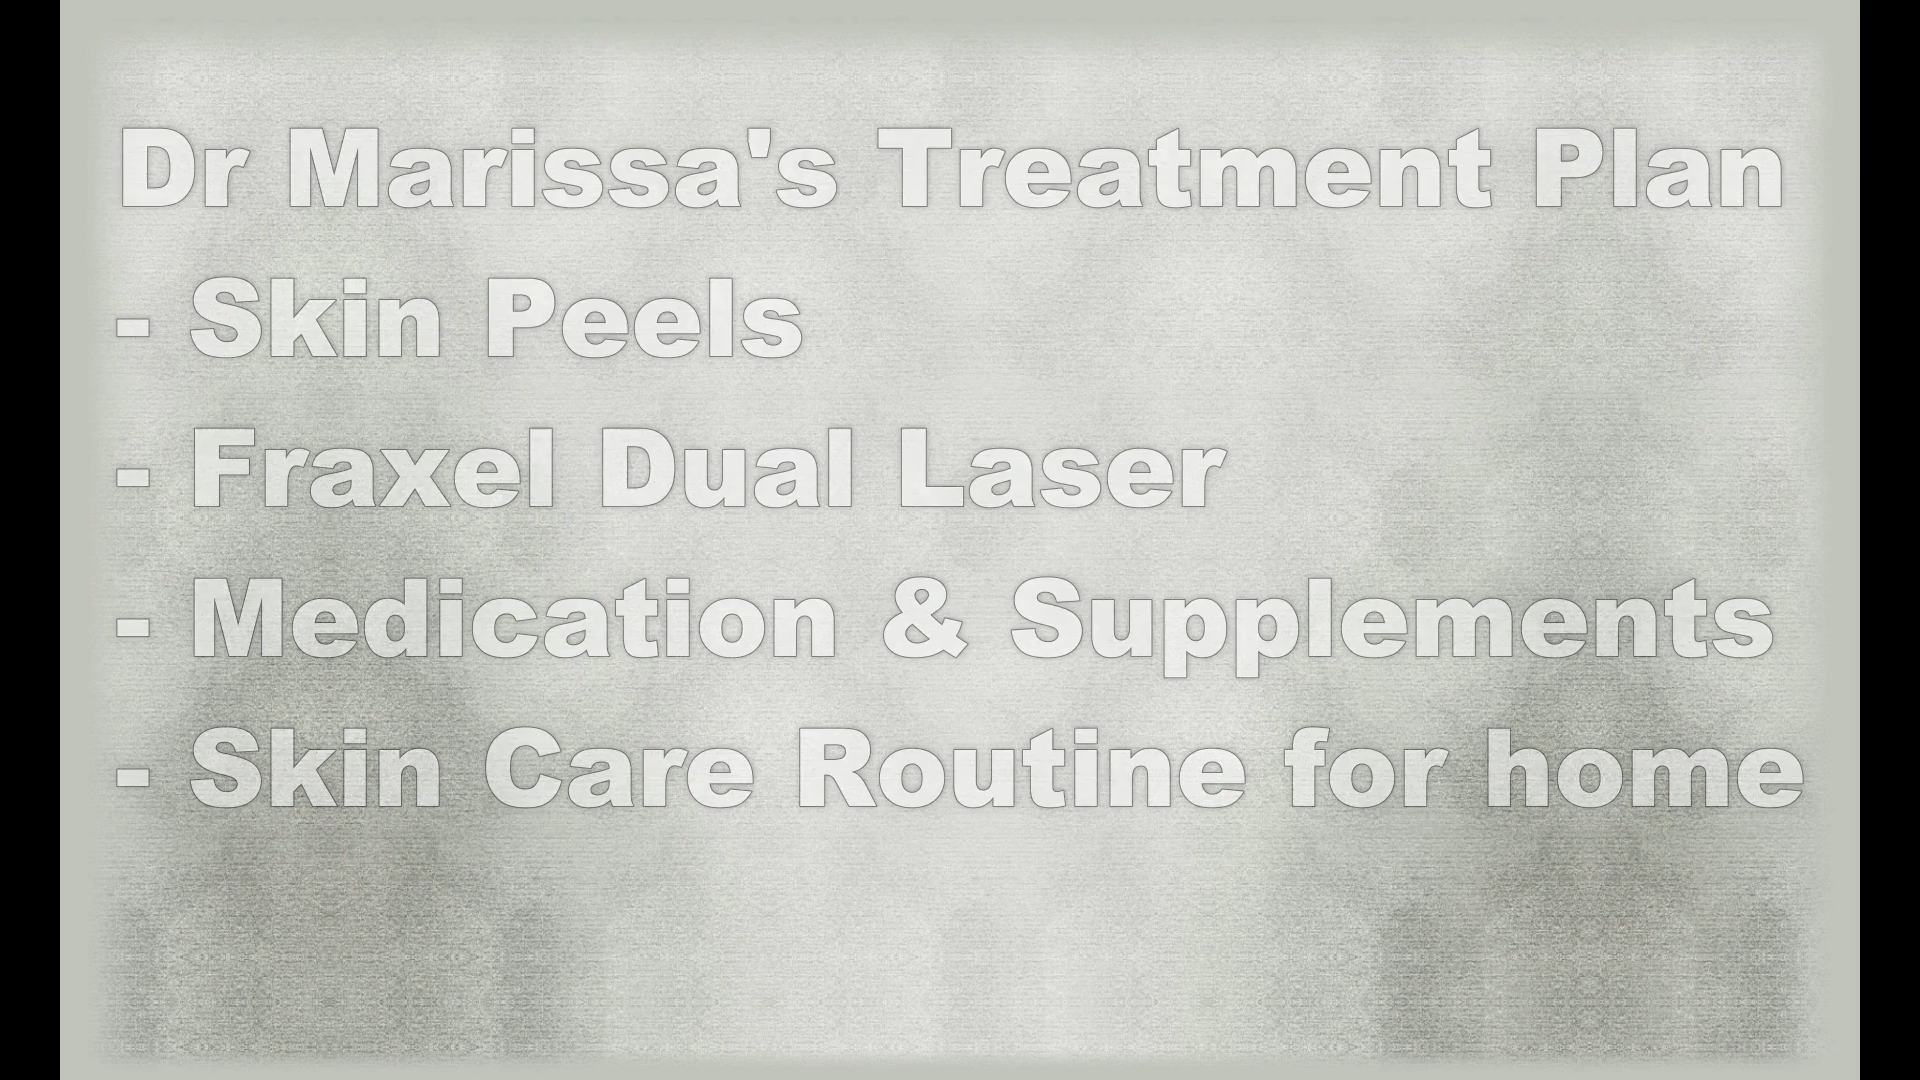 Dr Marissa's Treatment Plan
- Skin Peels
- Fraxel Dual Laser
- Medication & Supplements
- Skin Care Routine for home